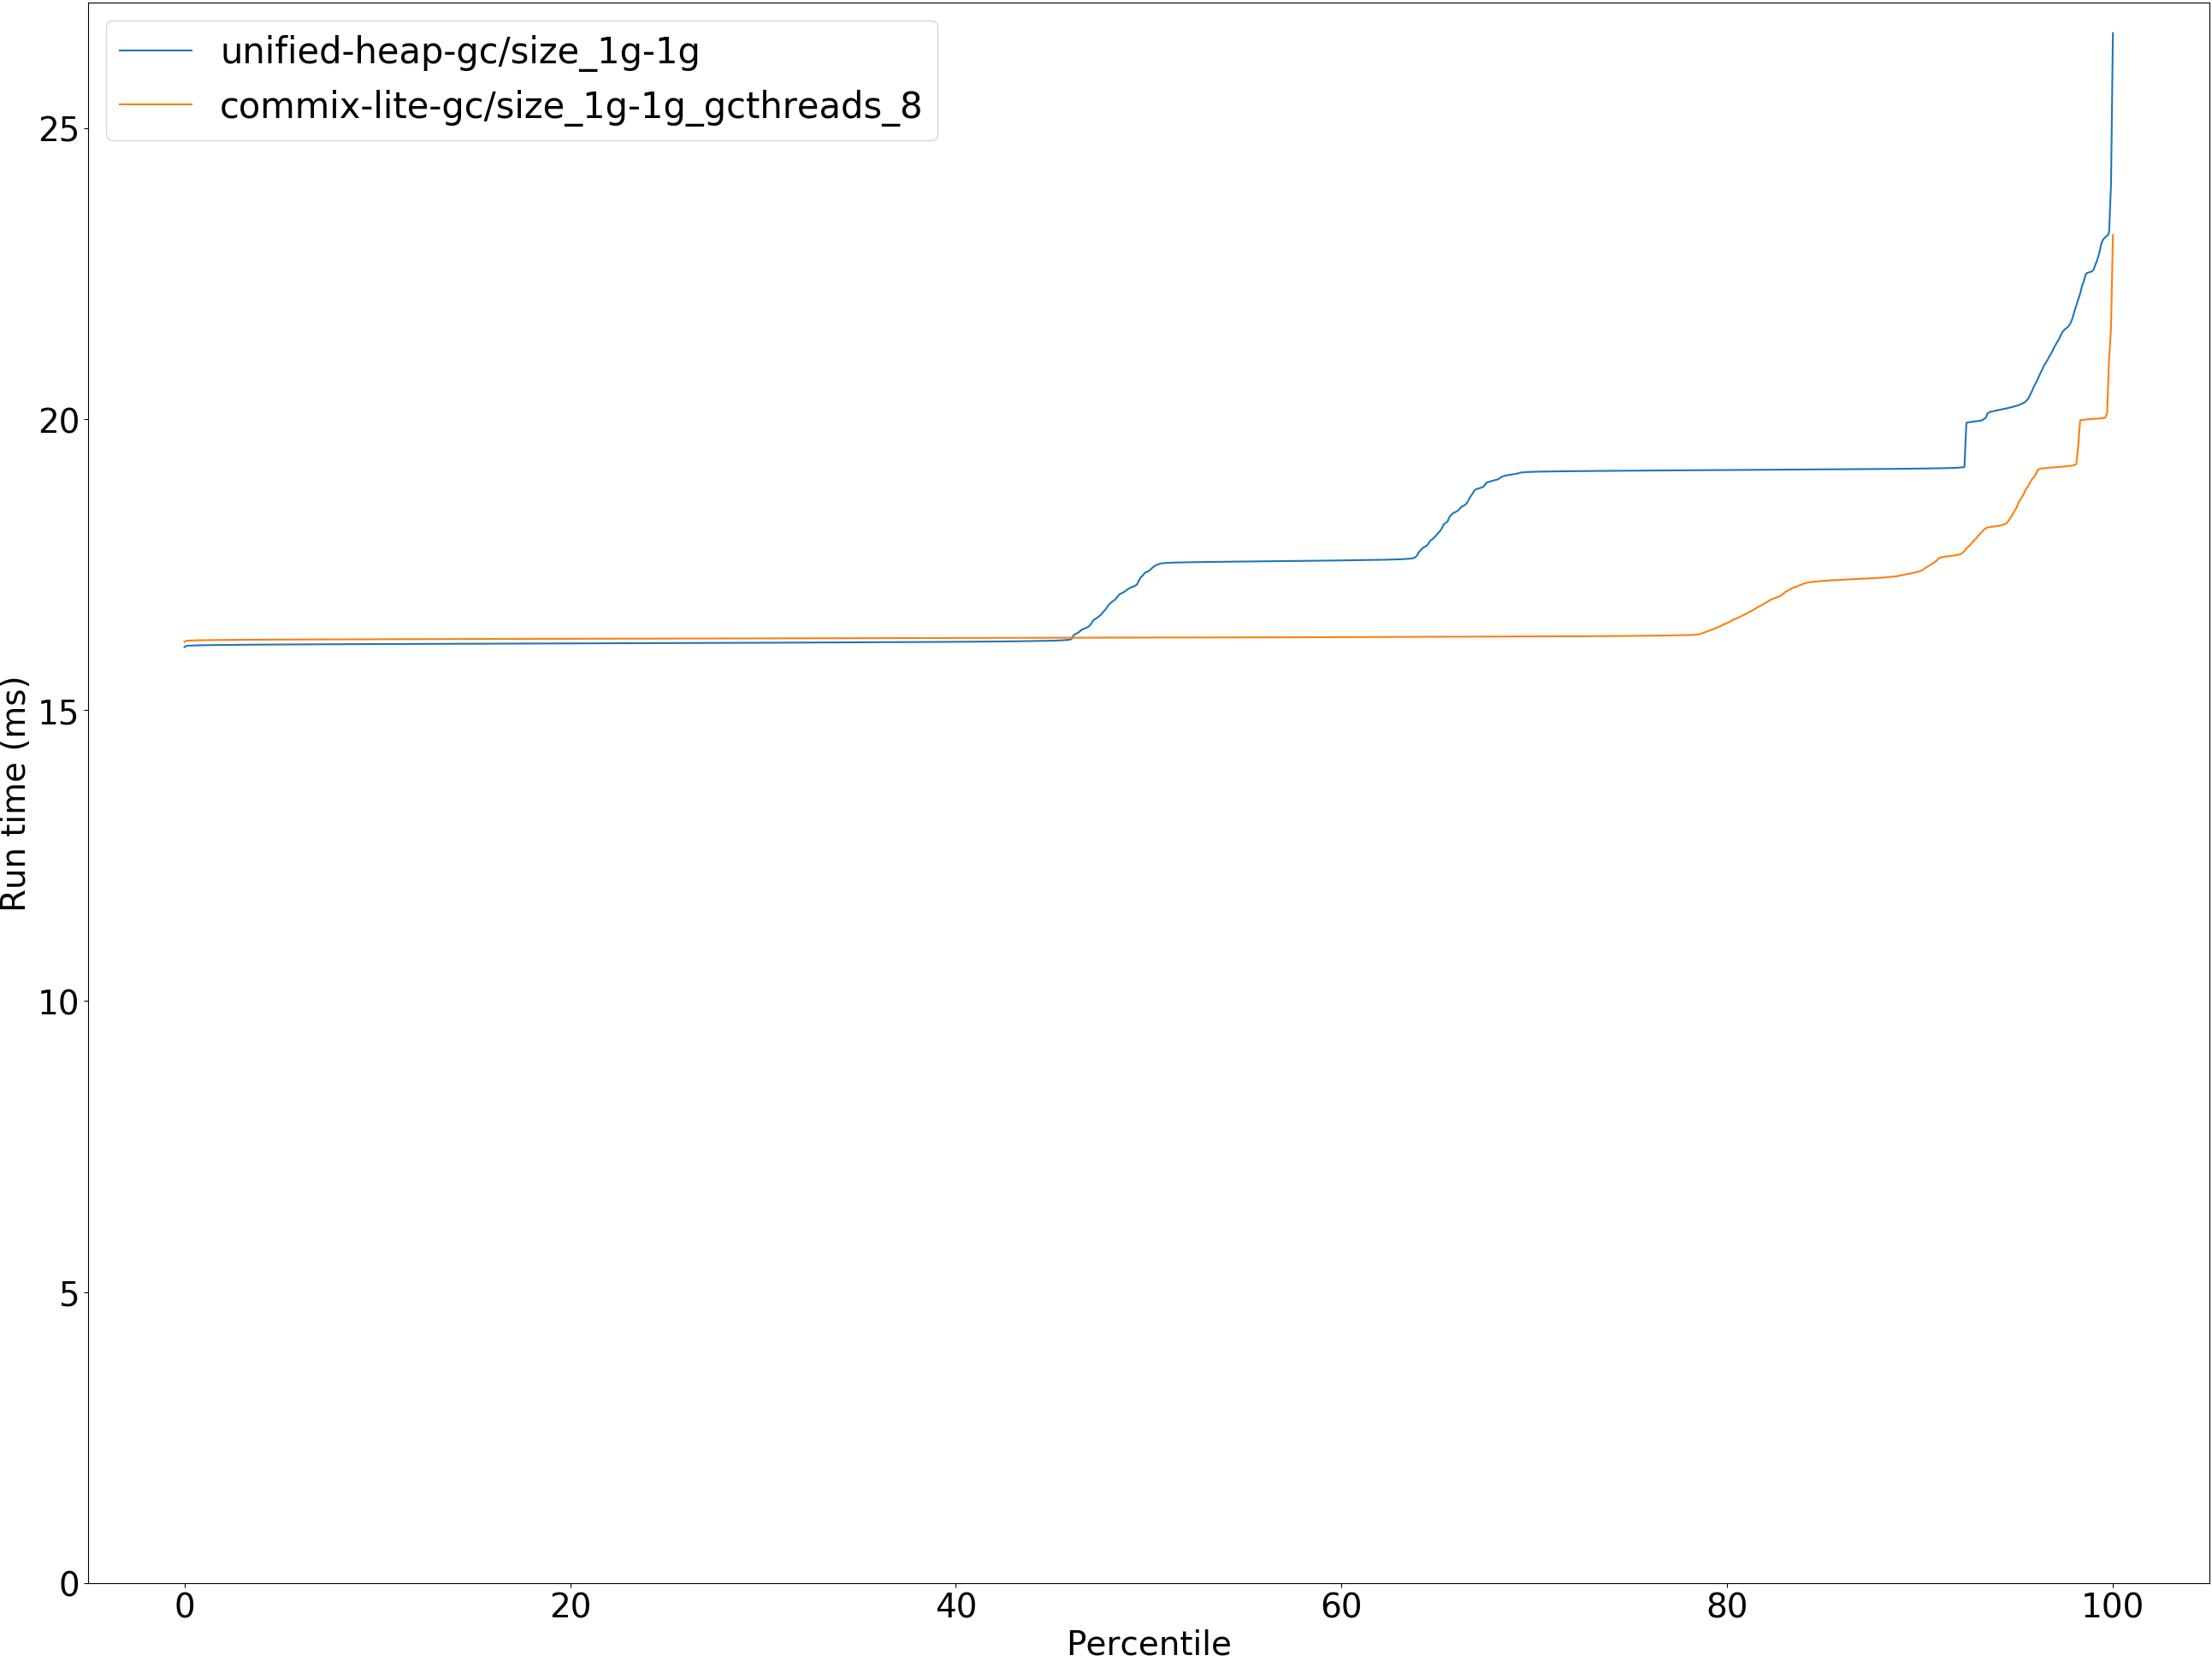 unified-heap-gc/size_1g-1g
commix-lite-gc/size_1g-1g_gcthreads_8
25
20
15
10
5
0
Run time (ms)
0 20 40 60 80 100
Percentile